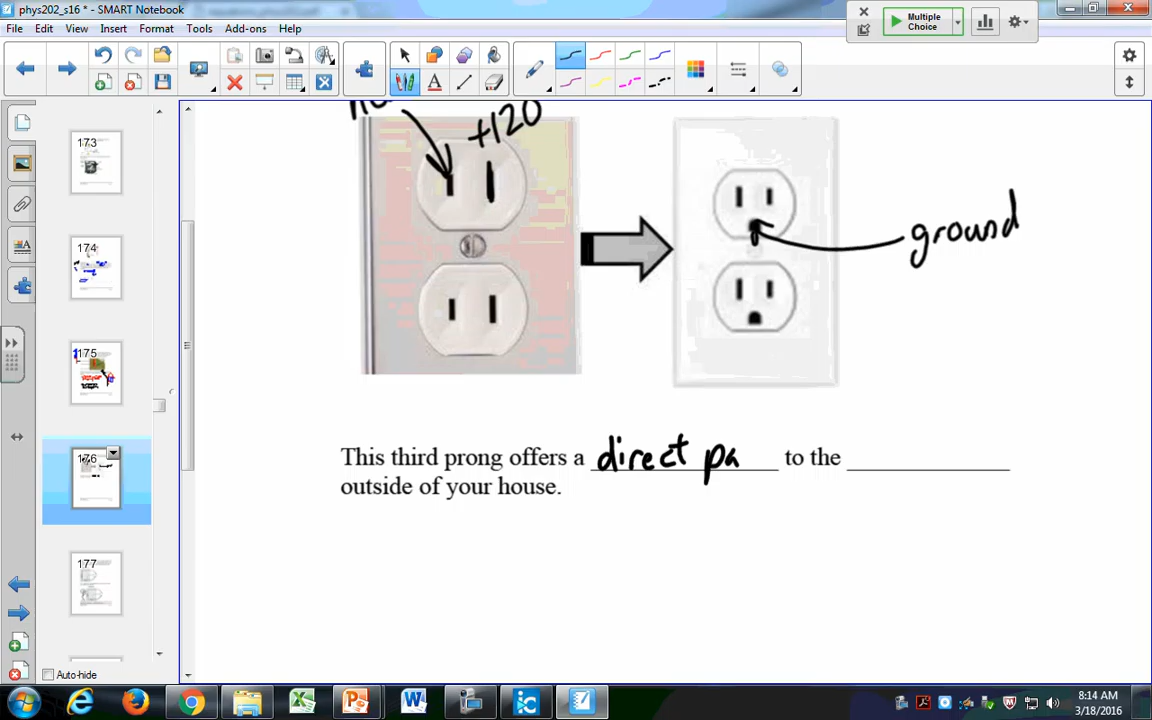 phys202_s16 * - SMART Notebook
File Edit View Insert Format Tools Add-ons Help
Multiple Choice
+120
ground
This third prong offers a direct pa to the
outside of your house.
173
174
175
176
177
Auto-hide
8:14 AM
3/18/2016